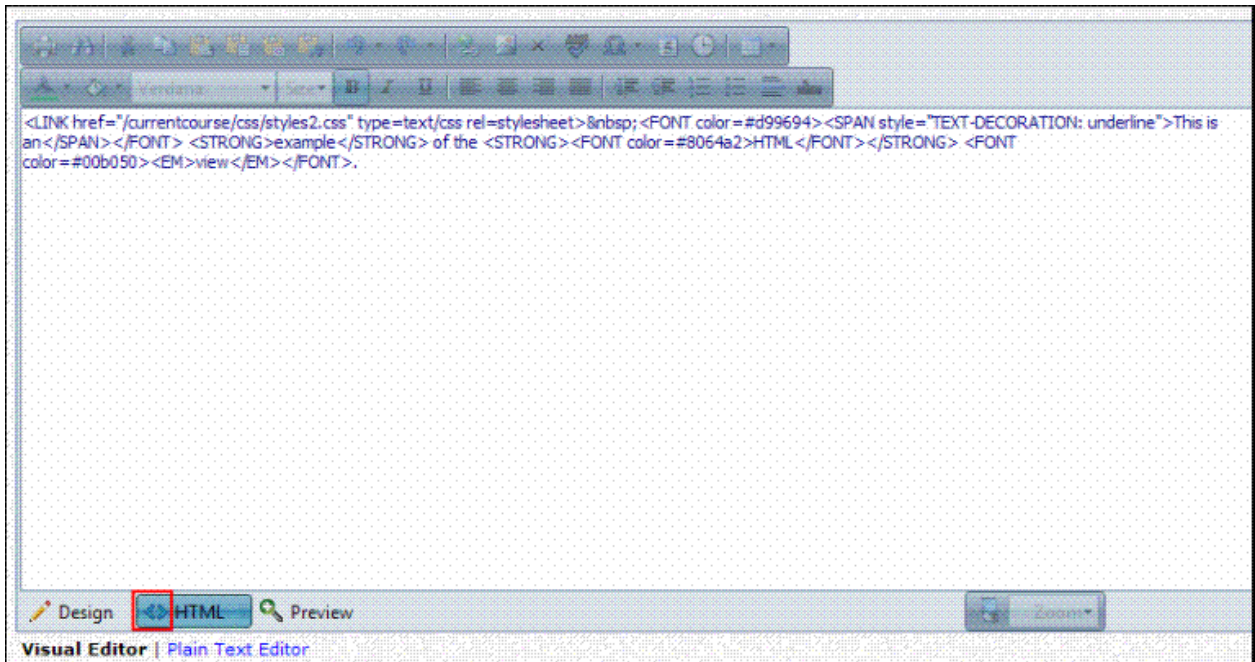 Verdana Size B I U
<LINK href="/currentcourse/css/styles2.css" type=text/css rel=stylesheet>&nbsp;<FONT color=#d99694><SPAN style="TEXT-DECORATION: underline">This is
an</SPAN></FONT> <STRONG>example</STRONG> of the <STRONG><FONT color=#8064a2>HTML</FONT></STRONG> <FONT
color=#00b050><EM>view</EM></FONT>.
Design <> HTML Preview Zoom
Visual Editor | Plain Text Editor